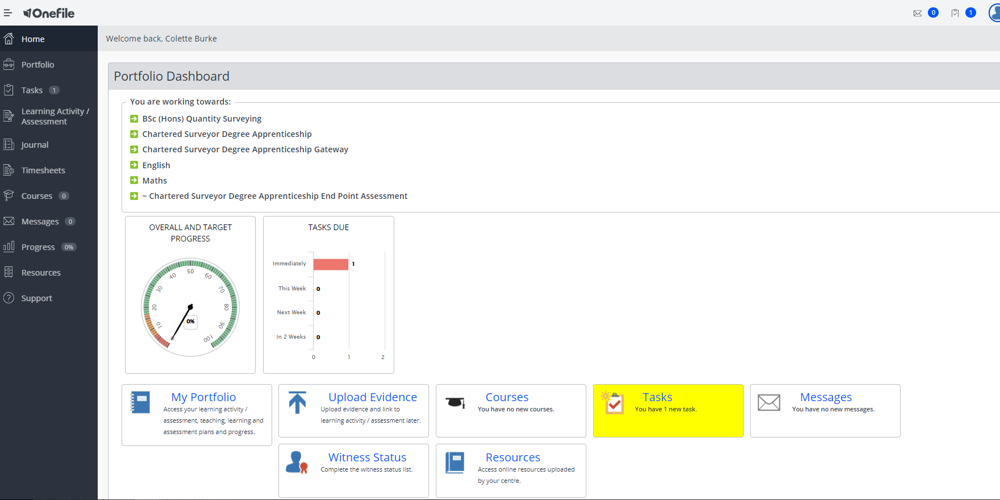 Onefile
0
1
Home
Welcome back, Colette Burke
Portfolio
Tasks 1
Learning Activity /
Assessment
Journal
Timesheets
Courses 0
Messages 0
Progress 0%
Resources
Support
Portfolio Dashboard
You are working towards:
BSc (Hons) Quantity Surveying
Chartered Surveyor Degree Apprenticeship
Chartered Surveyor Degree Apprenticeship Gateway
English
Maths
~ Chartered Surveyor Degree Apprenticeship End Point Assessment
OVERALL AND TARGET
PROGRESS
0
10
20
30
40
50
60
70
80
90
100
0%
TASKS DUE
Immediately 1
This Week 0
Next Week 0
In 2 Weeks 0
0 1 2
My Portfolio
Access your learning activity /
assessment, teaching, learning and
assessment plans and progress.
Upload Evidence
Upload evidence and link to
learning activity / assessment later.
Courses
You have no new courses.
Tasks
You have 1 new task.
Messages
You have no new messages.
Witness Status
Complete the witness status list.
Resources
Access online resources uploaded
by your centre.